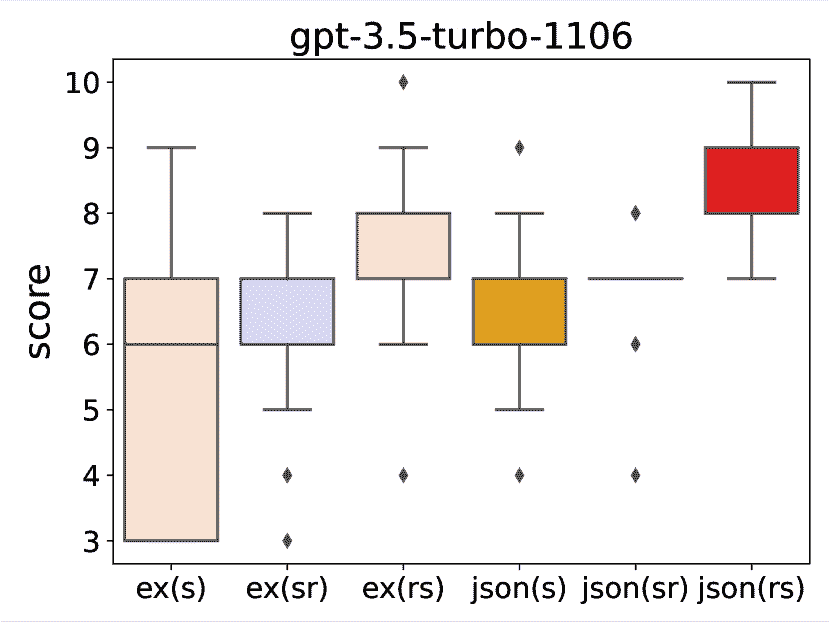 gpt-3.5-turbo-1106
10
9
8
7
6
5
4
3
score
ex(s) ex(sr) ex(rs) json(s) json(sr) json(rs)